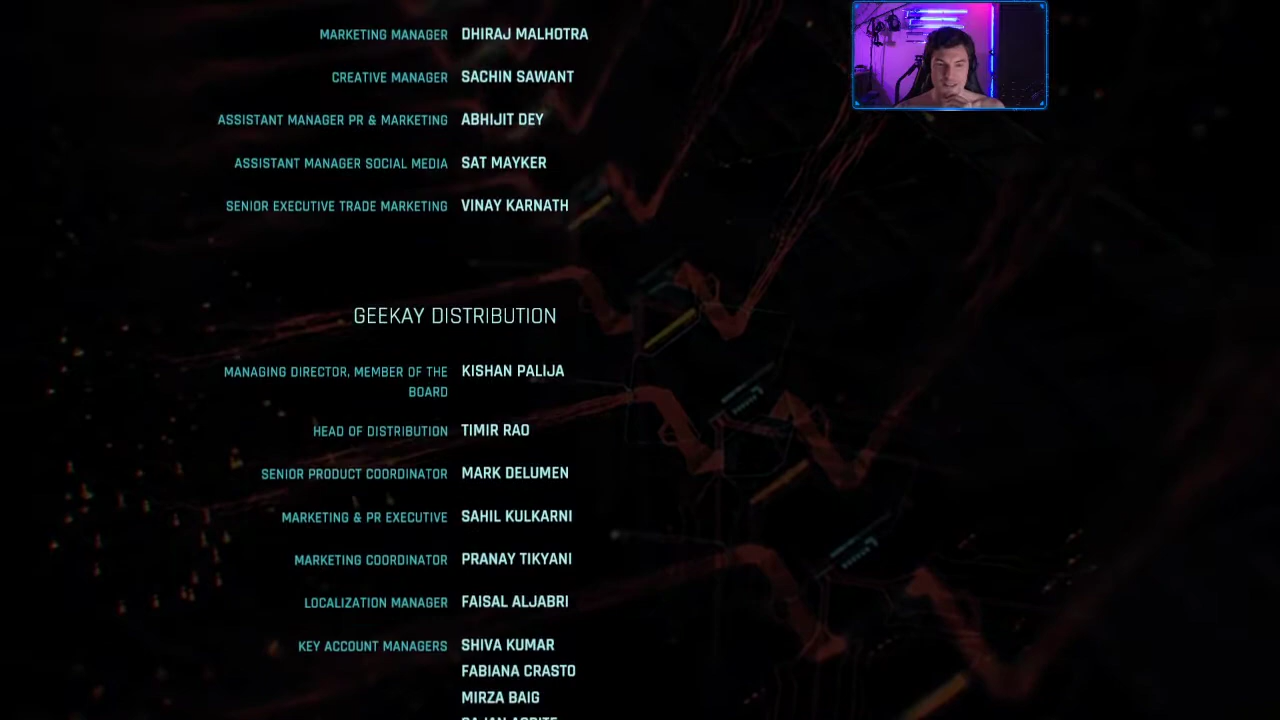 MARKETING MANAGER DHIRAJ MALHOTRA
CREATIVE MANAGER SACHIN SAWANT
ASSISTANT MANAGER PR & MARKETING ABHIJIT DEY
ASSISTANT MANAGER SOCIAL MEDIA SAT MAYKER
SENIOR EXECUTIVE TRADE MARKETING VINAY KARNATH
GEEKAY DISTRIBUTION
MANAGING DIRECTOR, MEMBER OF THE KISHAN PALIJA
BOARD
HEAD OF DISTRIBUTION TIMIR RAO
SENIOR PRODUCT COORDINATOR MARK DELUMEN
MARKETING & PR EXECUTIVE SAHIL KULKARNI
MARKETING COORDINATOR PRANAY TIKYANI
LOCALIZATION MANAGER FAISAL ALJABRI
KEY ACCOUNT MANAGERS SHIVA KUMAR
FABIANA CRASTO
MIRZA BAIG